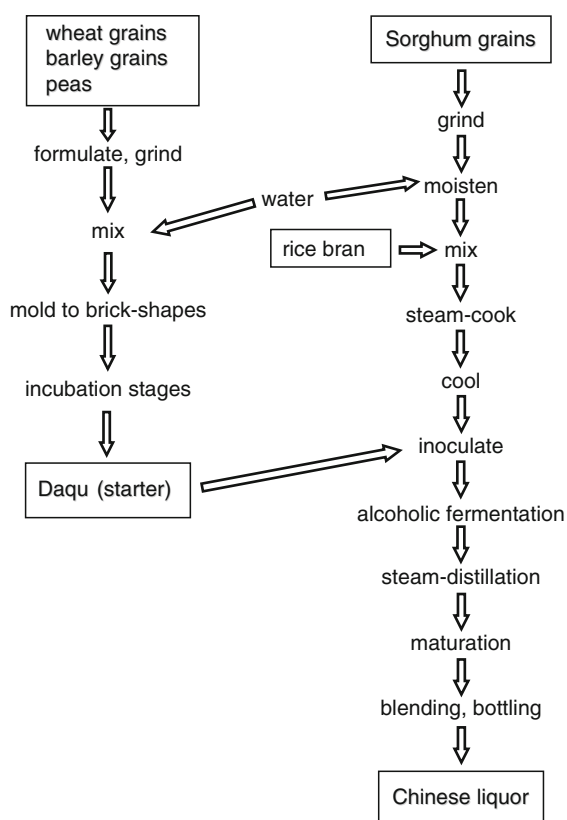 wheat grains
barley grains
peas
formulate, grind
mix
mold to brick-shapes
incubation stages
Daqu (starter)
water
Sorghum grains
grind
moisten
rice bran
mix
steam-cook
cool
inoculate
alcoholic fermentation
steam-distillation
maturation
blending, bottling
Chinese liquor